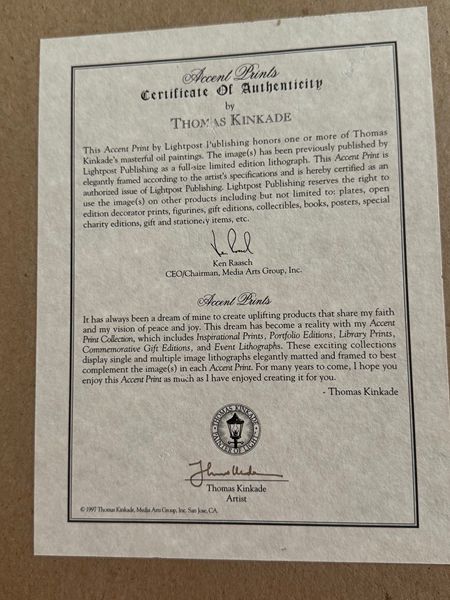 Accent Prints
Certificate Of Authenticity
by
THOMAS KINKADE
This Accent Print by Lightpost Publishing honors one or more of Thomas
Kinkade's masterful oil paintings. The image(s) has been previously published by
Lightpost Publishing as a full-size limited edition lithograph. This Accent Print is
elegantly framed according to the artist's specifications and is hereby certified as an
authorized issue of Lightpost Publishing. Lightpost Publishing reserves the right to
use the image(s) on other products including but not limited to: plates, open
edition decorator prints, figurines, gift editions, collectibles, books, posters, special
charity editions, gift and stationery items, etc.
Ken Raasch
CEO/Chairman, Media Arts Group, Inc.
Accent Prints
It has always been a dream of mine to create uplifting products that share my faith
and my vision of peace and joy. This dream has become a reality with my Accent
Print Collection, which includes Inspirational Prints, Portfolio Editions, Library Prints,
Commemorative Gift Editions, and Event Lithographs. These exciting collections
display single and multiple image lithographs elegantly matted and framed to best
complement the image(s) in each Accent Print. For many years to come, I hope you
enjoy this Accent Print as much as I have enjoyed creating it for you.
- Thomas Kinkade
THOMAS KINKADE
PAINTER OF LIGHT
Thomas Kinkade
Artist
© 1997 Thomas Kinkade, Media Arts Group, Inc. San Jose, CA.